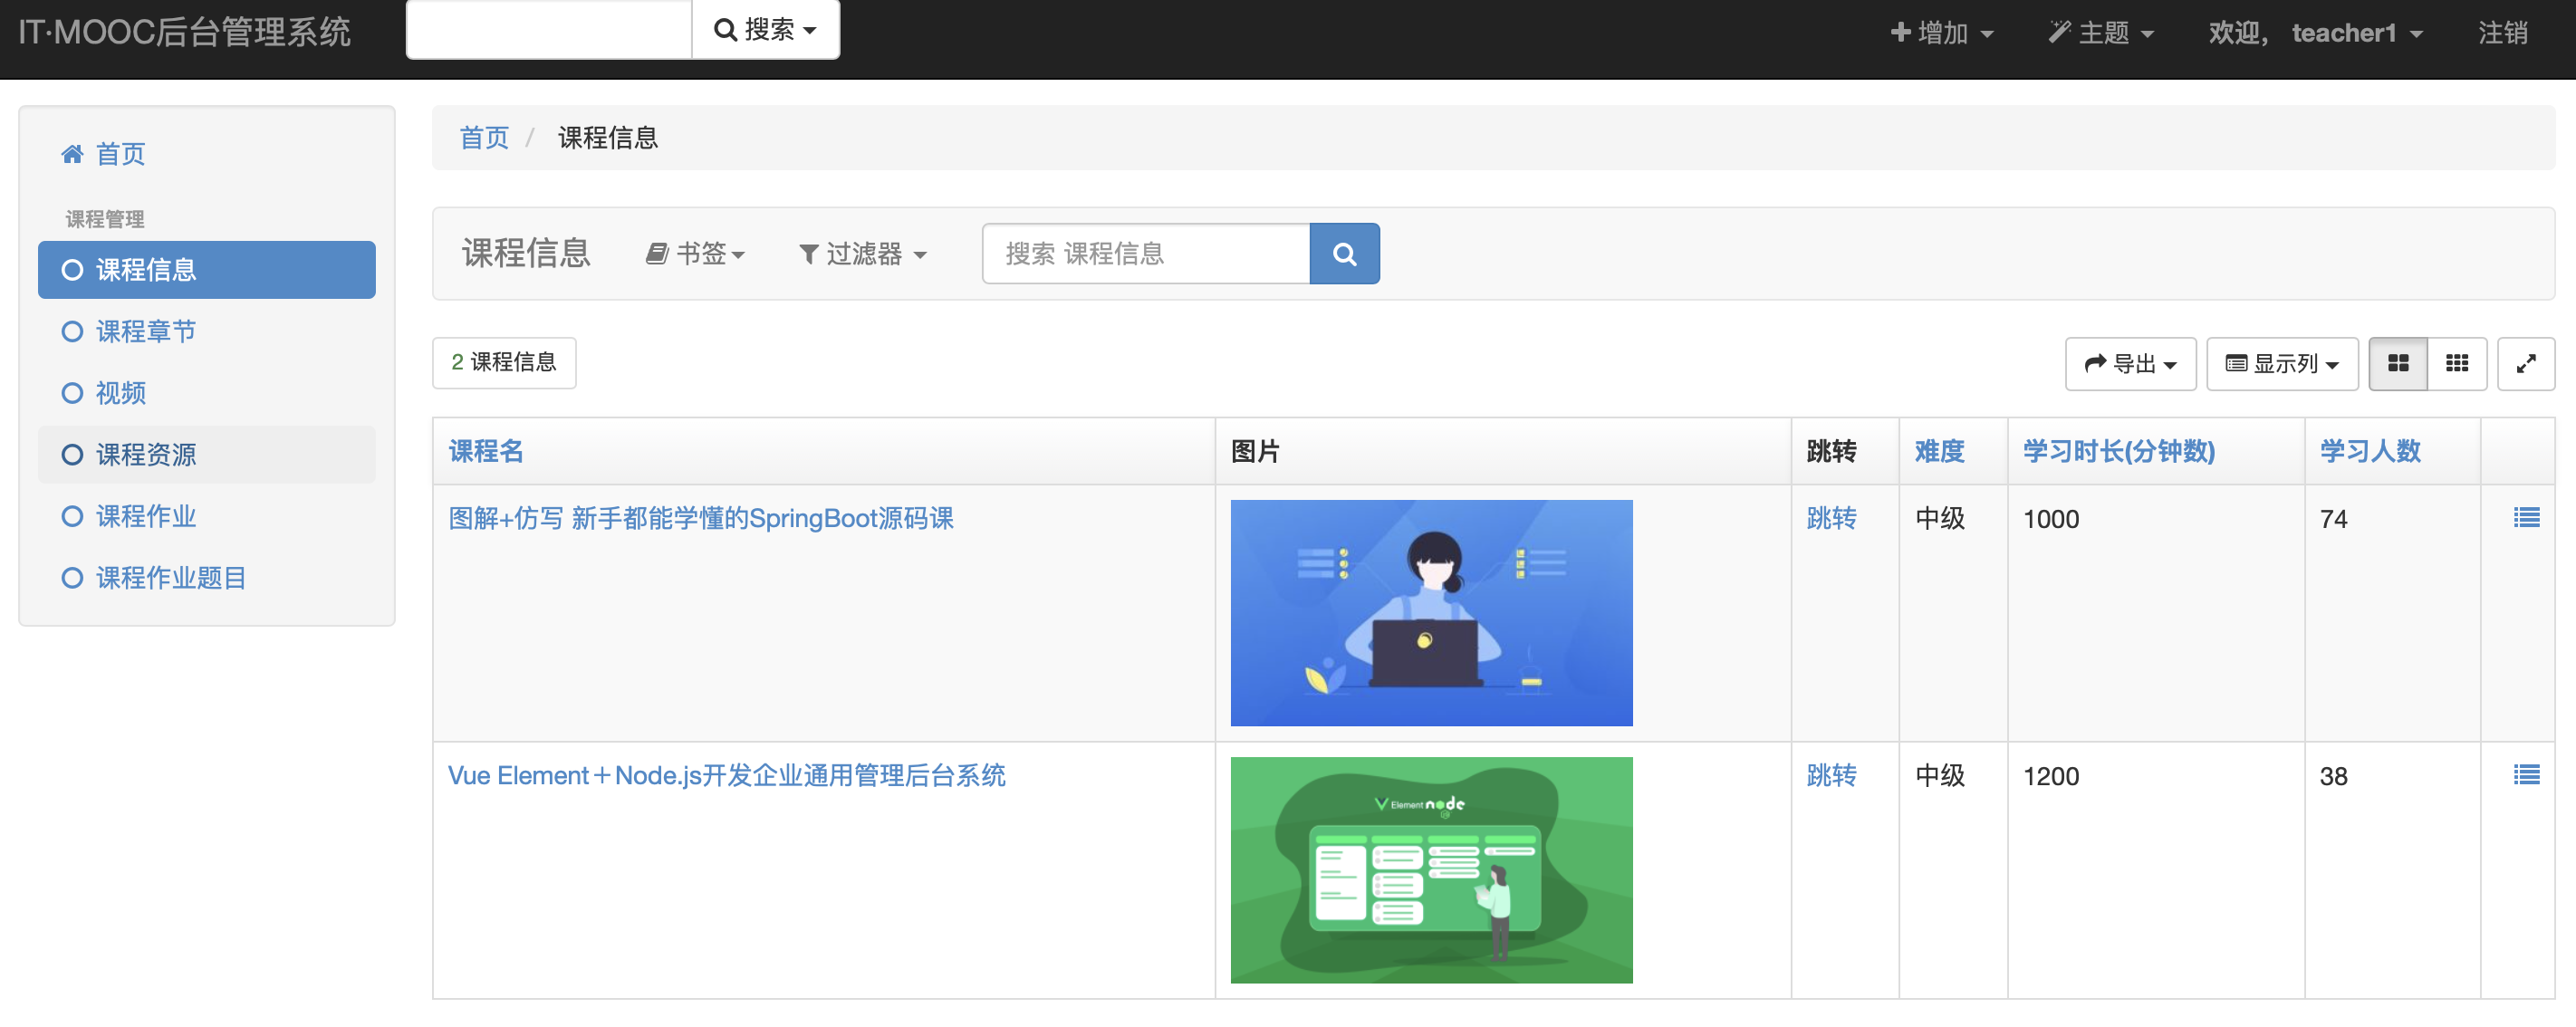 IT·MOOC后台管理系统
搜索
增加
主题
欢迎, teacher1
注销
首页
课程管理
课程信息
课程章节
视频
课程资源
课程作业
课程作业题目
首页 / 课程信息
课程信息
书签
过滤器
搜索 课程信息
2 课程信息
导出
显示列
课程名 图片 跳转 难度 学习时长(分钟数) 学习人数
图解+仿写 新手都能学懂的SpringBoot源码课 跳转 中级 1000 74
Vue Element＋Node.js开发企业通用管理后台系统 跳转 中级 1200 38
Element node